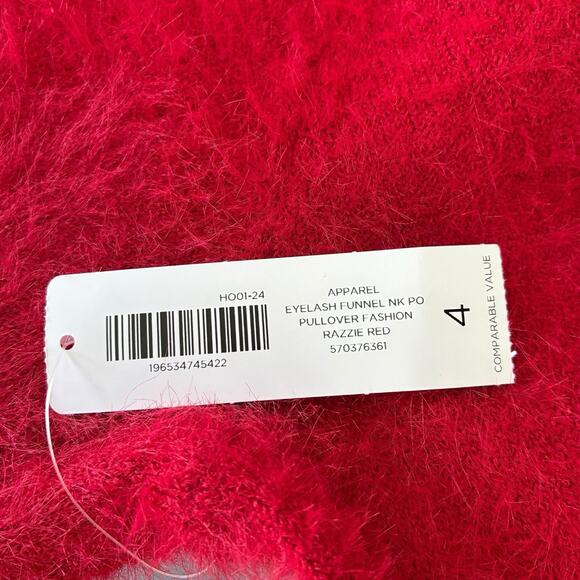 HO01-24
196534745422
APPAREL
EYELASH FUNNEL NK PO
PULLOVER FASHION
RAZZIE RED
570376361
4
COMPARABLE VALUE